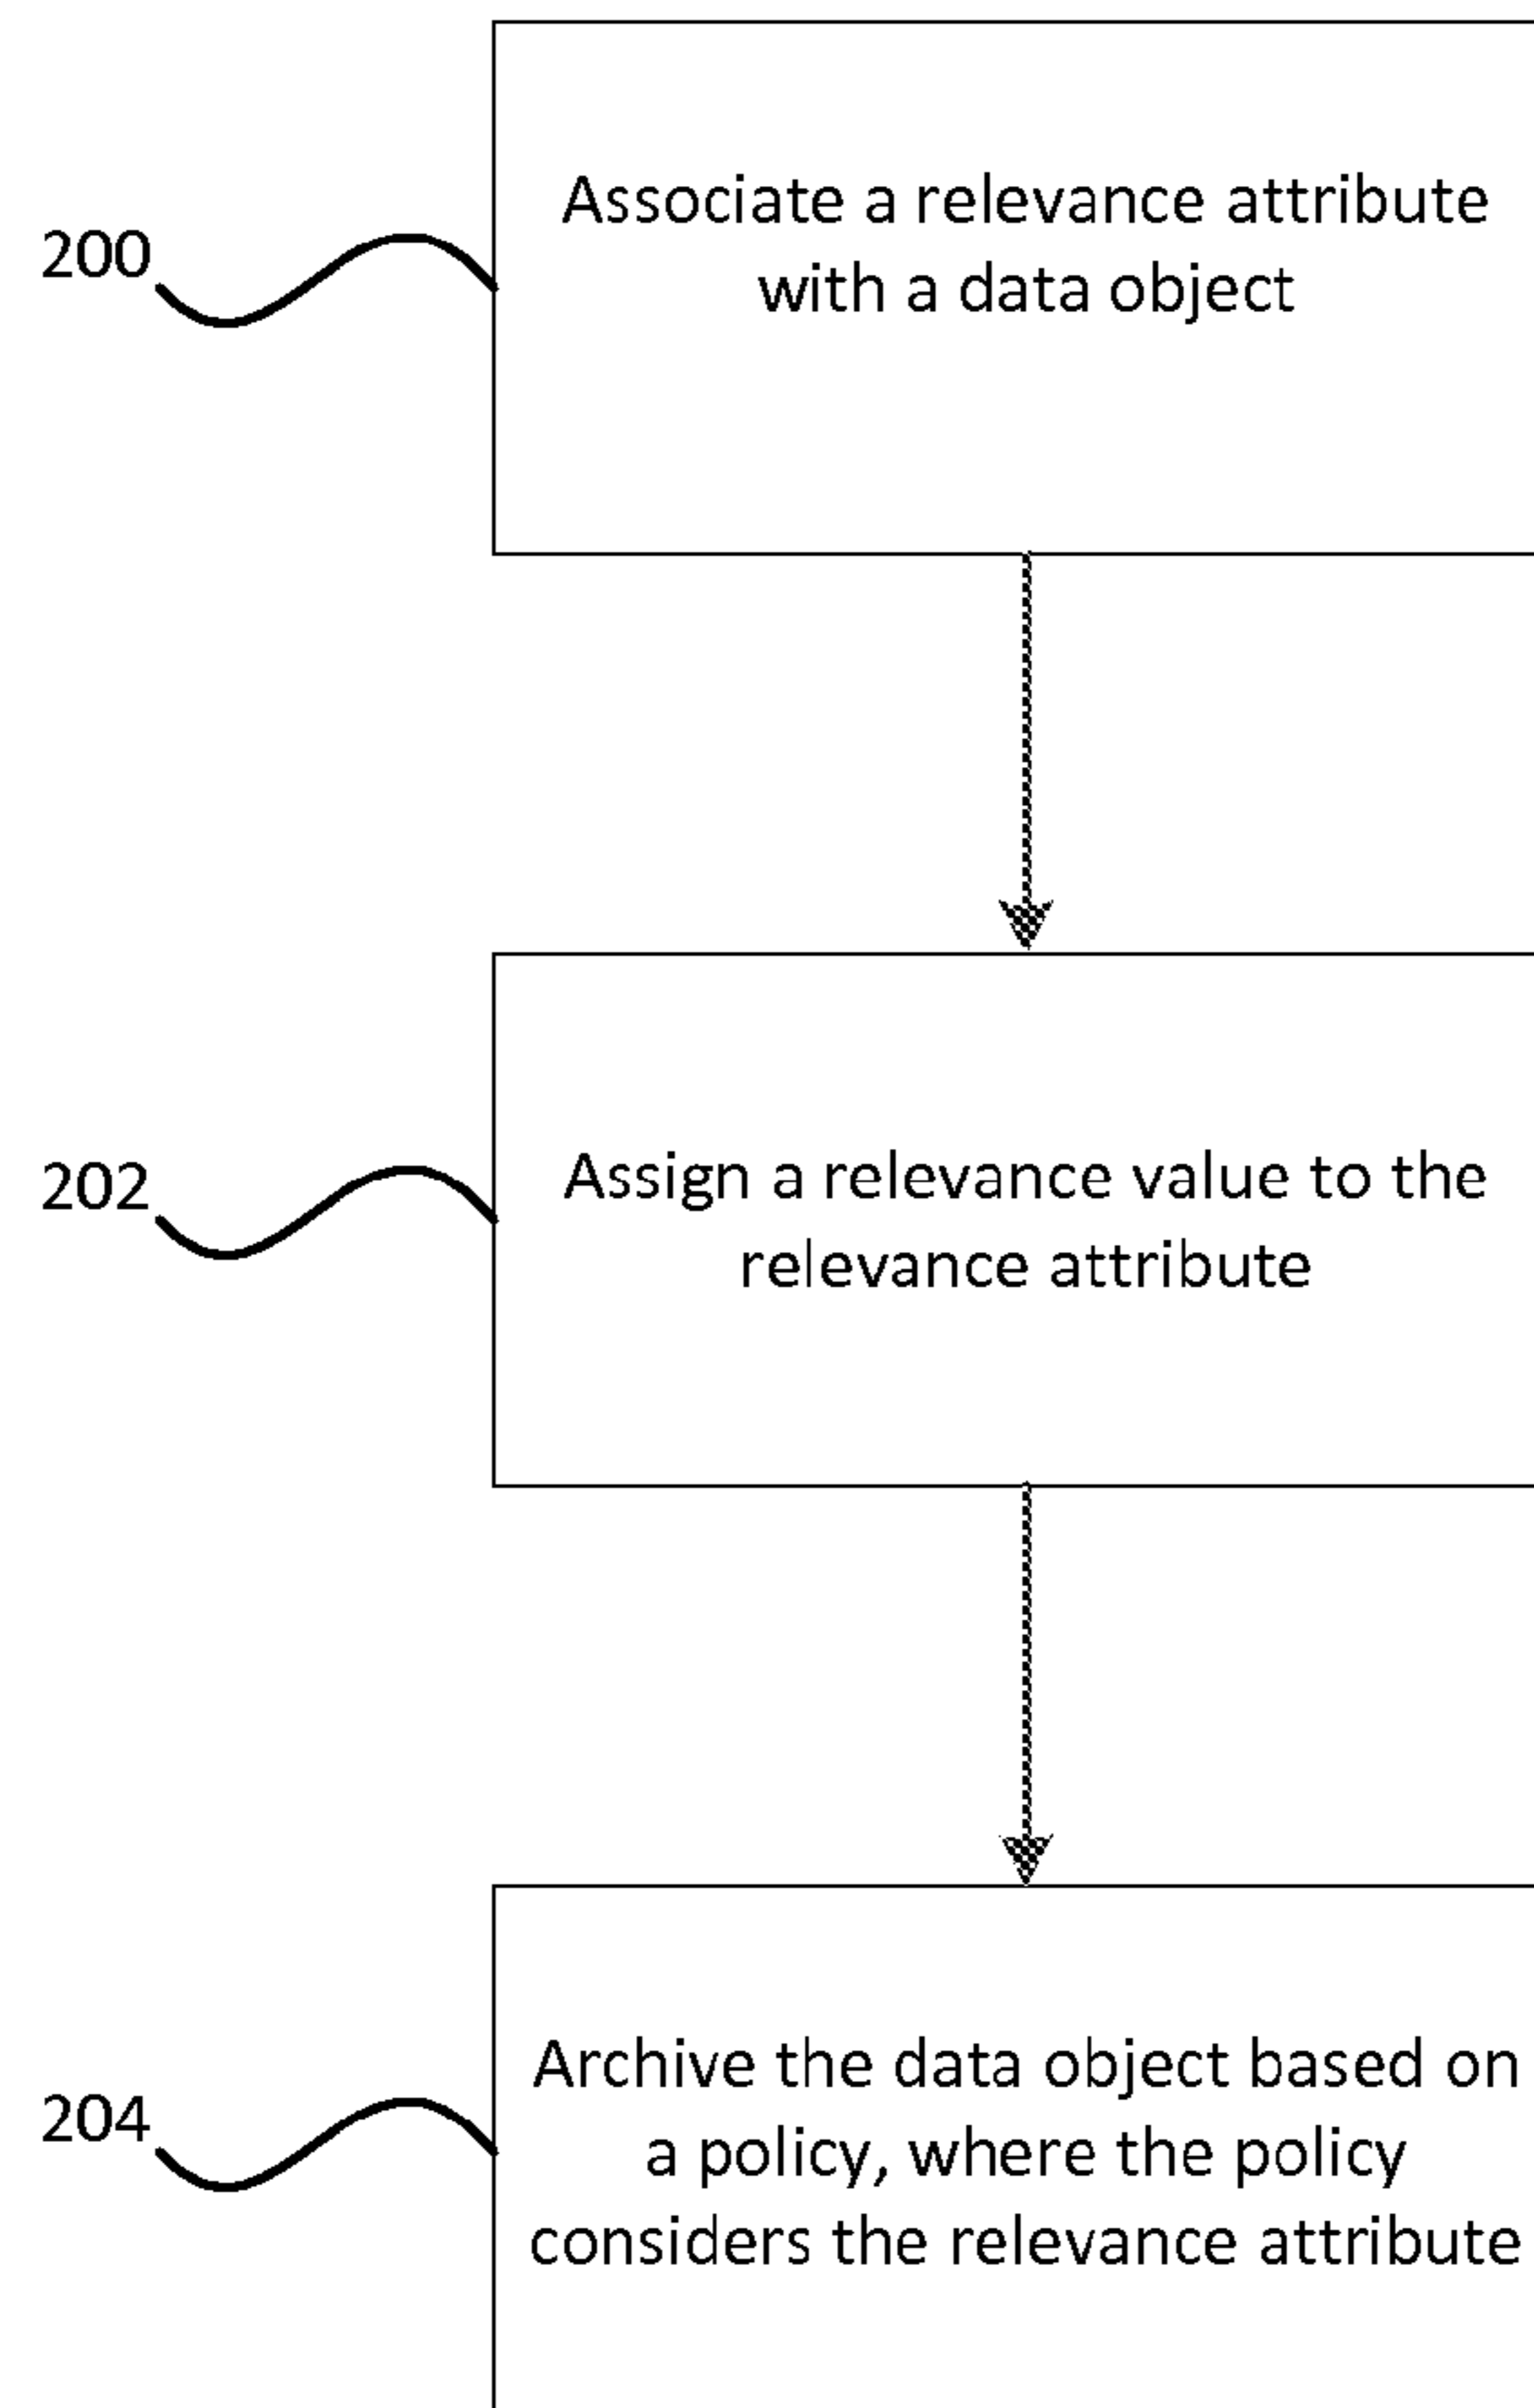 Associate a relevance attribute
with a data object
200
Assign a relevance value to the
relevance attribute
202
Archive the data object based on
a policy, where the policy
considers the relevance attribute
204